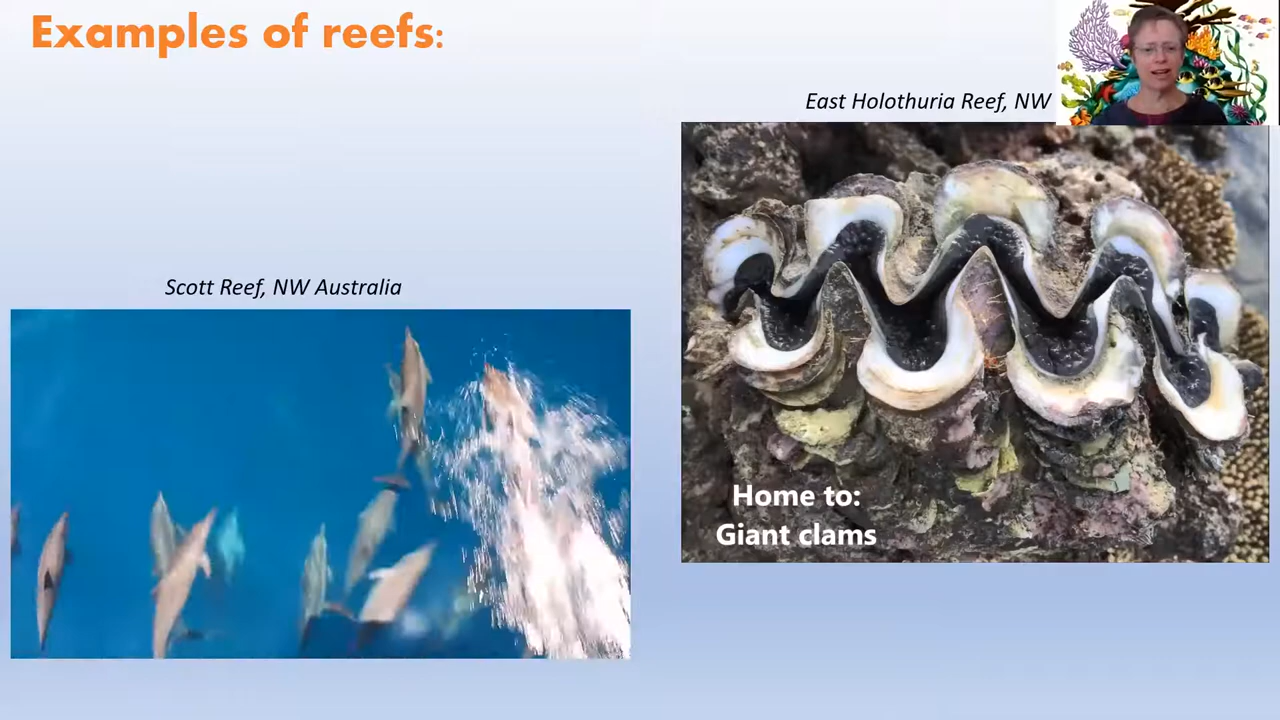 Examples of reefs:
East Holothuria Reef, NW
Scott Reef, NW Australia
Home to:
Giant clams